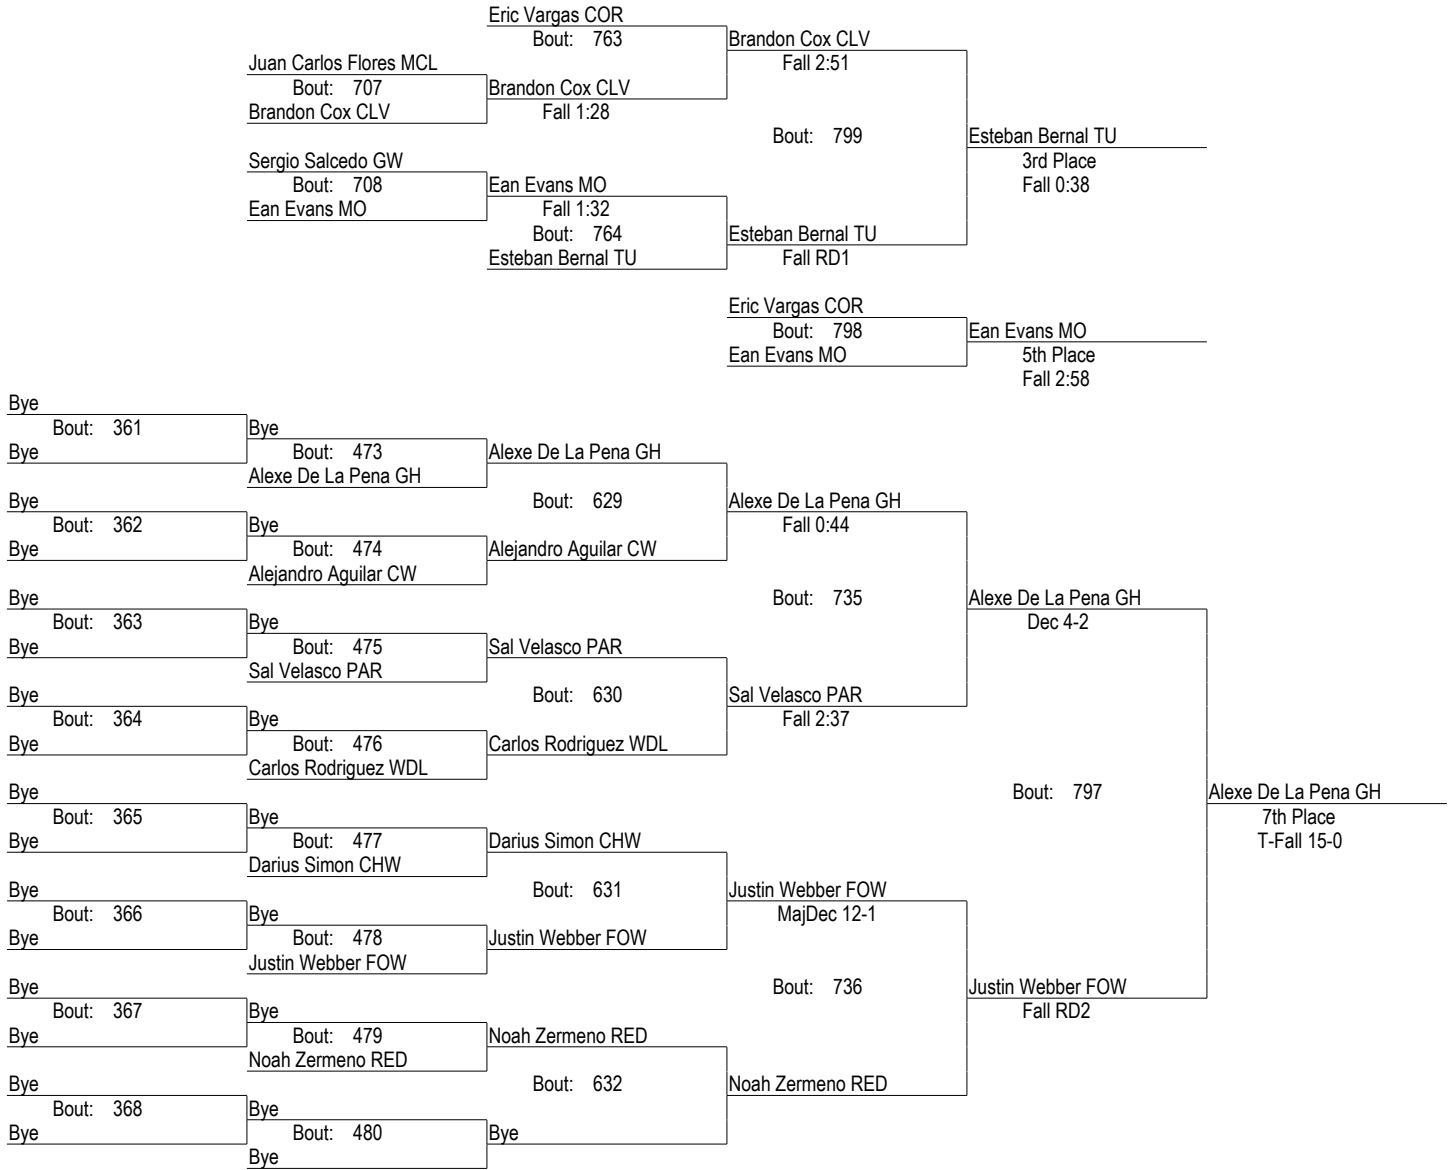 Eric Vargas COR
Bout: 763
Brandon Cox CLV
Juan Carlos Flores MCL
Fall 2:51
Bout: 707
Brandon Cox CLV
Brandon Cox CLV
Fall 1:28
Bout: 799
Esteban Bernal TU
Sergio Salcedo GW
3rd Place
Bout: 708
Ean Evans MO
Fall 0:38
Ean Evans MO
Fall 1:32
Bout: 764
Esteban Bernal TU
Esteban Bernal TU
Fall RD1
Eric Vargas COR
Bout: 798
Ean Evans MO
Ean Evans MO
5th Place
Fall 2:58
Bye
Bout: 361
Bye
Bye
Bout: 473
Alexe De La Pena GH
Alexe De La Pena GH
Bye
Bout: 629
Alexe De La Pena GH
Bout: 362
Bye
Fall 0:44
Bye
Bout: 474
Alejandro Aguilar CW
Alejandro Aguilar CW
Bye
Bout: 735
Alexe De La Pena GH
Bout: 363
Bye
Dec 4-2
Bye
Bout: 475
Sal Velasco PAR
Sal Velasco PAR
Bye
Bout: 630
Sal Velasco PAR
Bout: 364
Bye
Fall 2:37
Bye
Bout: 476
Carlos Rodriguez WDL
Carlos Rodriguez WDL
Bye
Bout: 797
Alexe De La Pena GH
Bout: 365
Bye
7th Place
Bye
Bout: 477
Darius Simon CHW
T-Fall 15-0
Darius Simon CHW
Bye
Bout: 631
Justin Webber FOW
Bout: 366
Bye
MajDec 12-1
Bye
Bout: 478
Justin Webber FOW
Justin Webber FOW
Bye
Bout: 736
Justin Webber FOW
Bout: 367
Bye
Fall RD2
Bye
Bout: 479
Noah Zermeno RED
Noah Zermeno RED
Bye
Bout: 632
Noah Zermeno RED
Bout: 368
Bye
Bye
Bout: 480
Bye
Bye